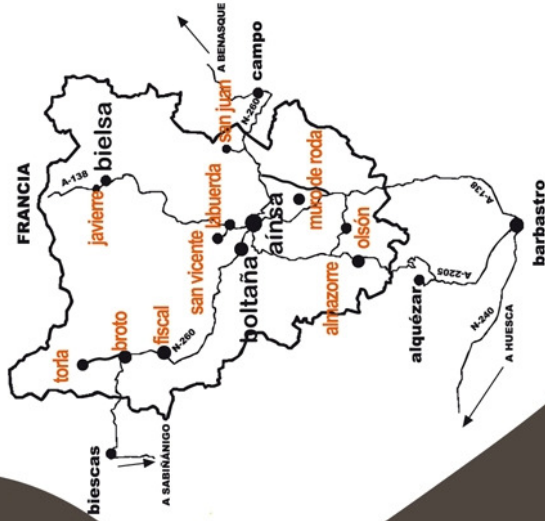 FRANCIA
A-138
bielsa
javierre
A BENASQUE
campo
san juan
N-260
torla
broto
fiscal
N-260
biescas
A SABIÑÁNIGO
san vicente
labuerda
boltaña
aínsa
muro de roda
olsón
almazorre
alquézar
A-2205
A-138
barbastro
N-240
A HUESCA